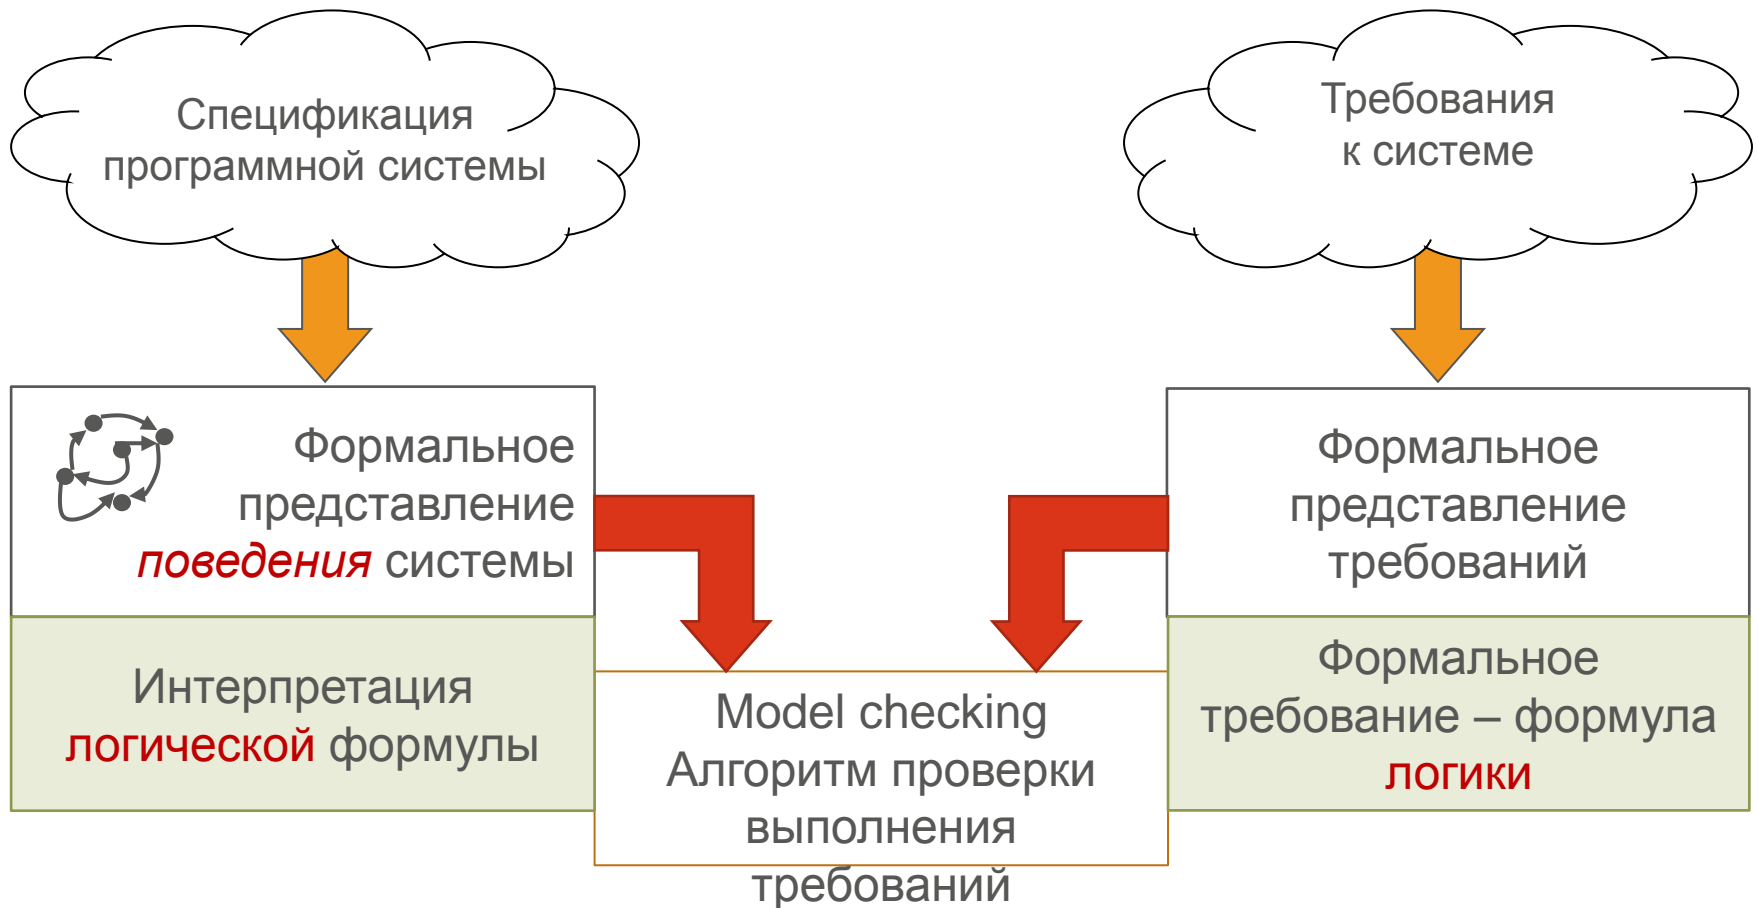 Спецификация
программной системы
Требования
к системе
Формальное
представление
поведения системы
Формальное
представление
требований
Интерпретация
логической формулы
Model checking
Алгоритм проверки
выполнения
требований
Формальное
требование – формула
логики